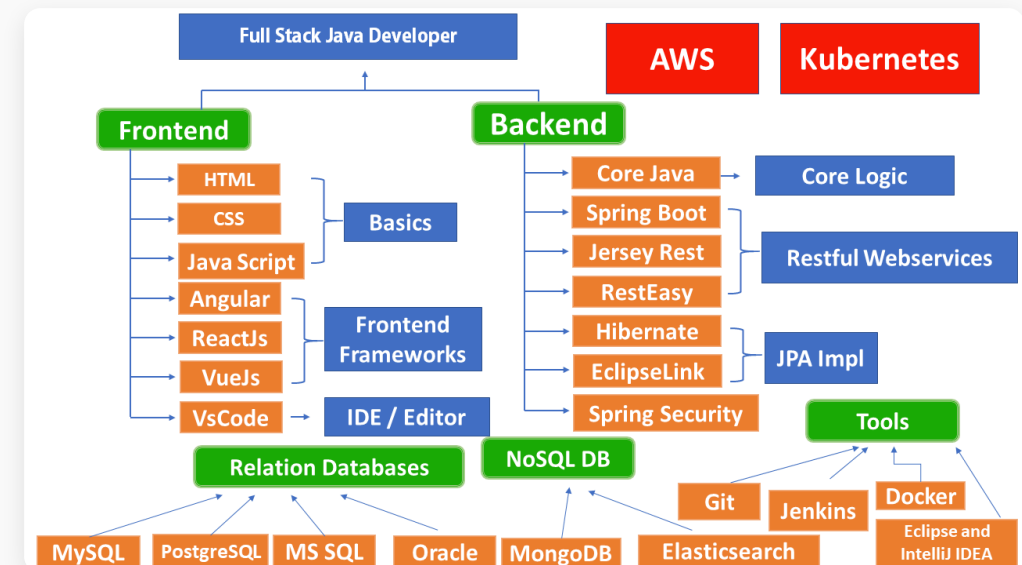 Full Stack Java Developer
AWS
Kubernetes
Frontend
Backend
HTML
CSS
Java Script
Basics
Angular
ReactJs
VueJs
Frontend
Frameworks
VsCode
IDE / Editor
Core Java
Core Logic
Spring Boot
Jersey Rest
RestEasy
Restful Webservices
Hibernate
EclipseLink
JPA Impl
Spring Security
Relation Databases
MySQL
PostgreSQL
MS SQL
Oracle
NoSQL DB
MongoDB
Elasticsearch
Tools
Git
Jenkins
Docker
Eclipse and
IntelliJ IDEA